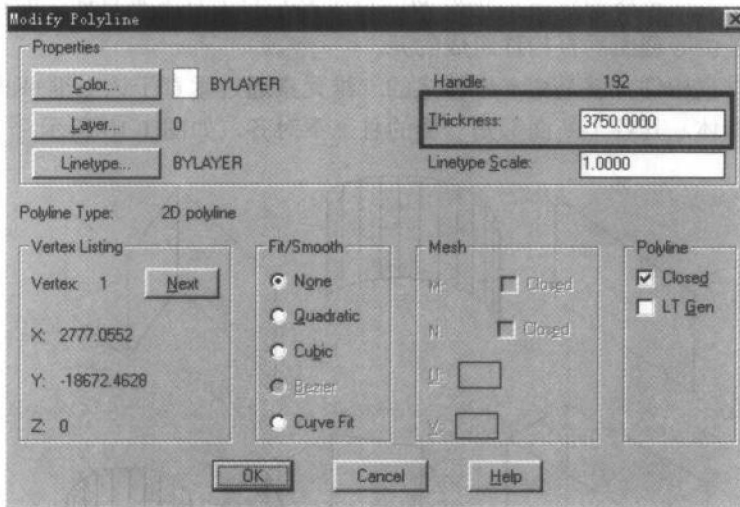 Modify Polyline
Properties
Color... BYLAYER
Handle: 192
Layer... 0
Thickness: 3750.0000
Linetype... BYLAYER
Linetype Scale: 1.0000
Polyline Type: 2D polyline
Vertex Listing
Vertex: 1 Next
X: 2777.0552
Y: -18672.4628
Z: 0
Fit/Smooth
None
Quadratic
Cubic
Bezier
Curve Fit
Mesh
M: Closed
N: Closed
U:
V:
Polyline
Closed
LT Gen
OK Cancel Help